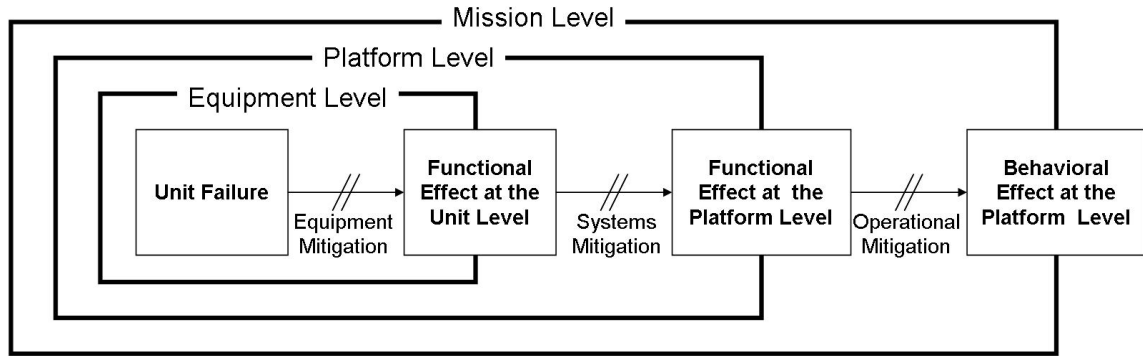 Mission Level
Platform Level
Equipment Level
Unit Failure
Equipment
Mitigation
Functional
Effect at the
Unit Level
Systems
Mitigation
Functional
Effect at the
Platform Level
Operational
Mitigation
Behavioral
Effect at the
Platform Level